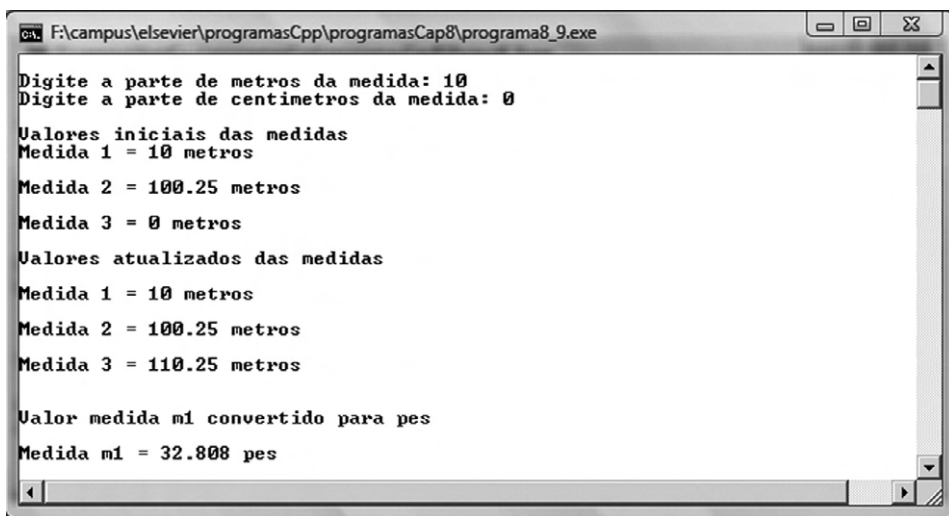 F:\campus\elsevier\programasCpp\programasCap8\programa8_9.exe
Digite a parte de metros da medida: 10
Digite a parte de centimetros da medida: 0
Valores iniciais das medidas
Medida 1 = 10 metros
Medida 2 = 100.25 metros
Medida 3 = 0 metros
Valores atualizados das medidas
Medida 1 = 10 metros
Medida 2 = 100.25 metros
Medida 3 = 110.25 metros
Valor medida m1 convertido para pes
Medida m1 = 32.808 pes